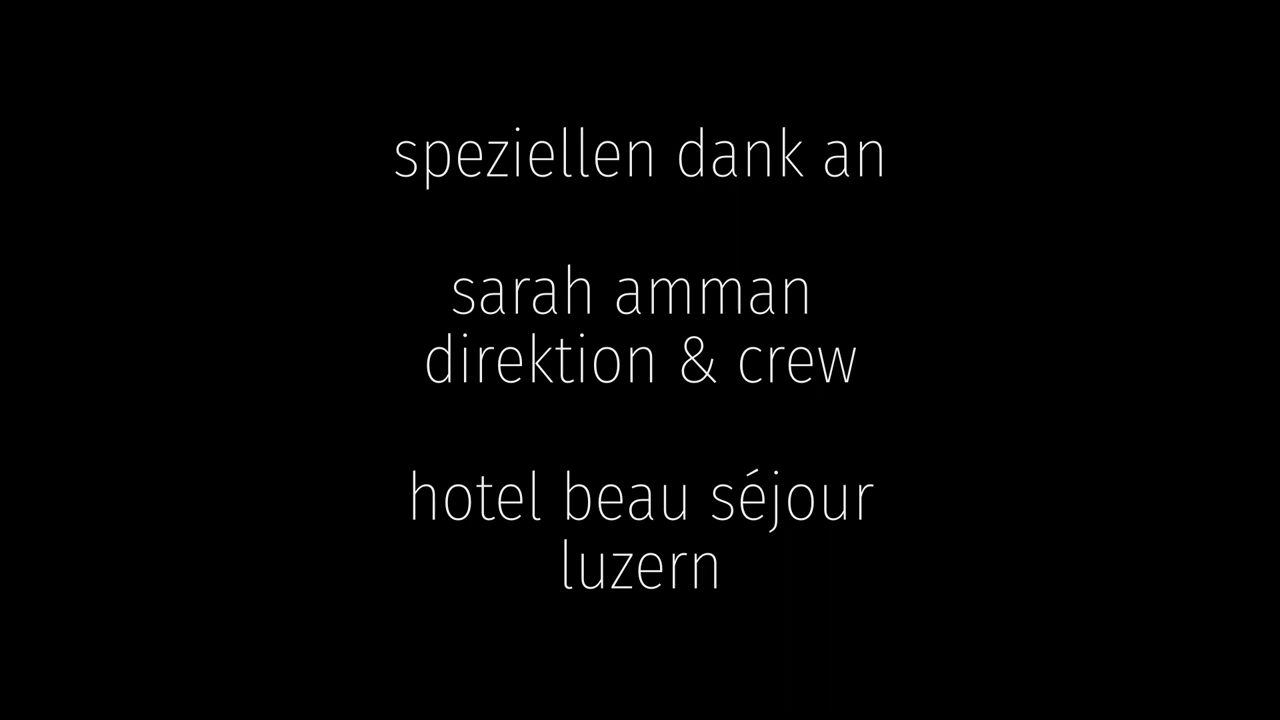 speziellen dank an
sarah amman
direktion & crew
hotel beau séjour
luzern